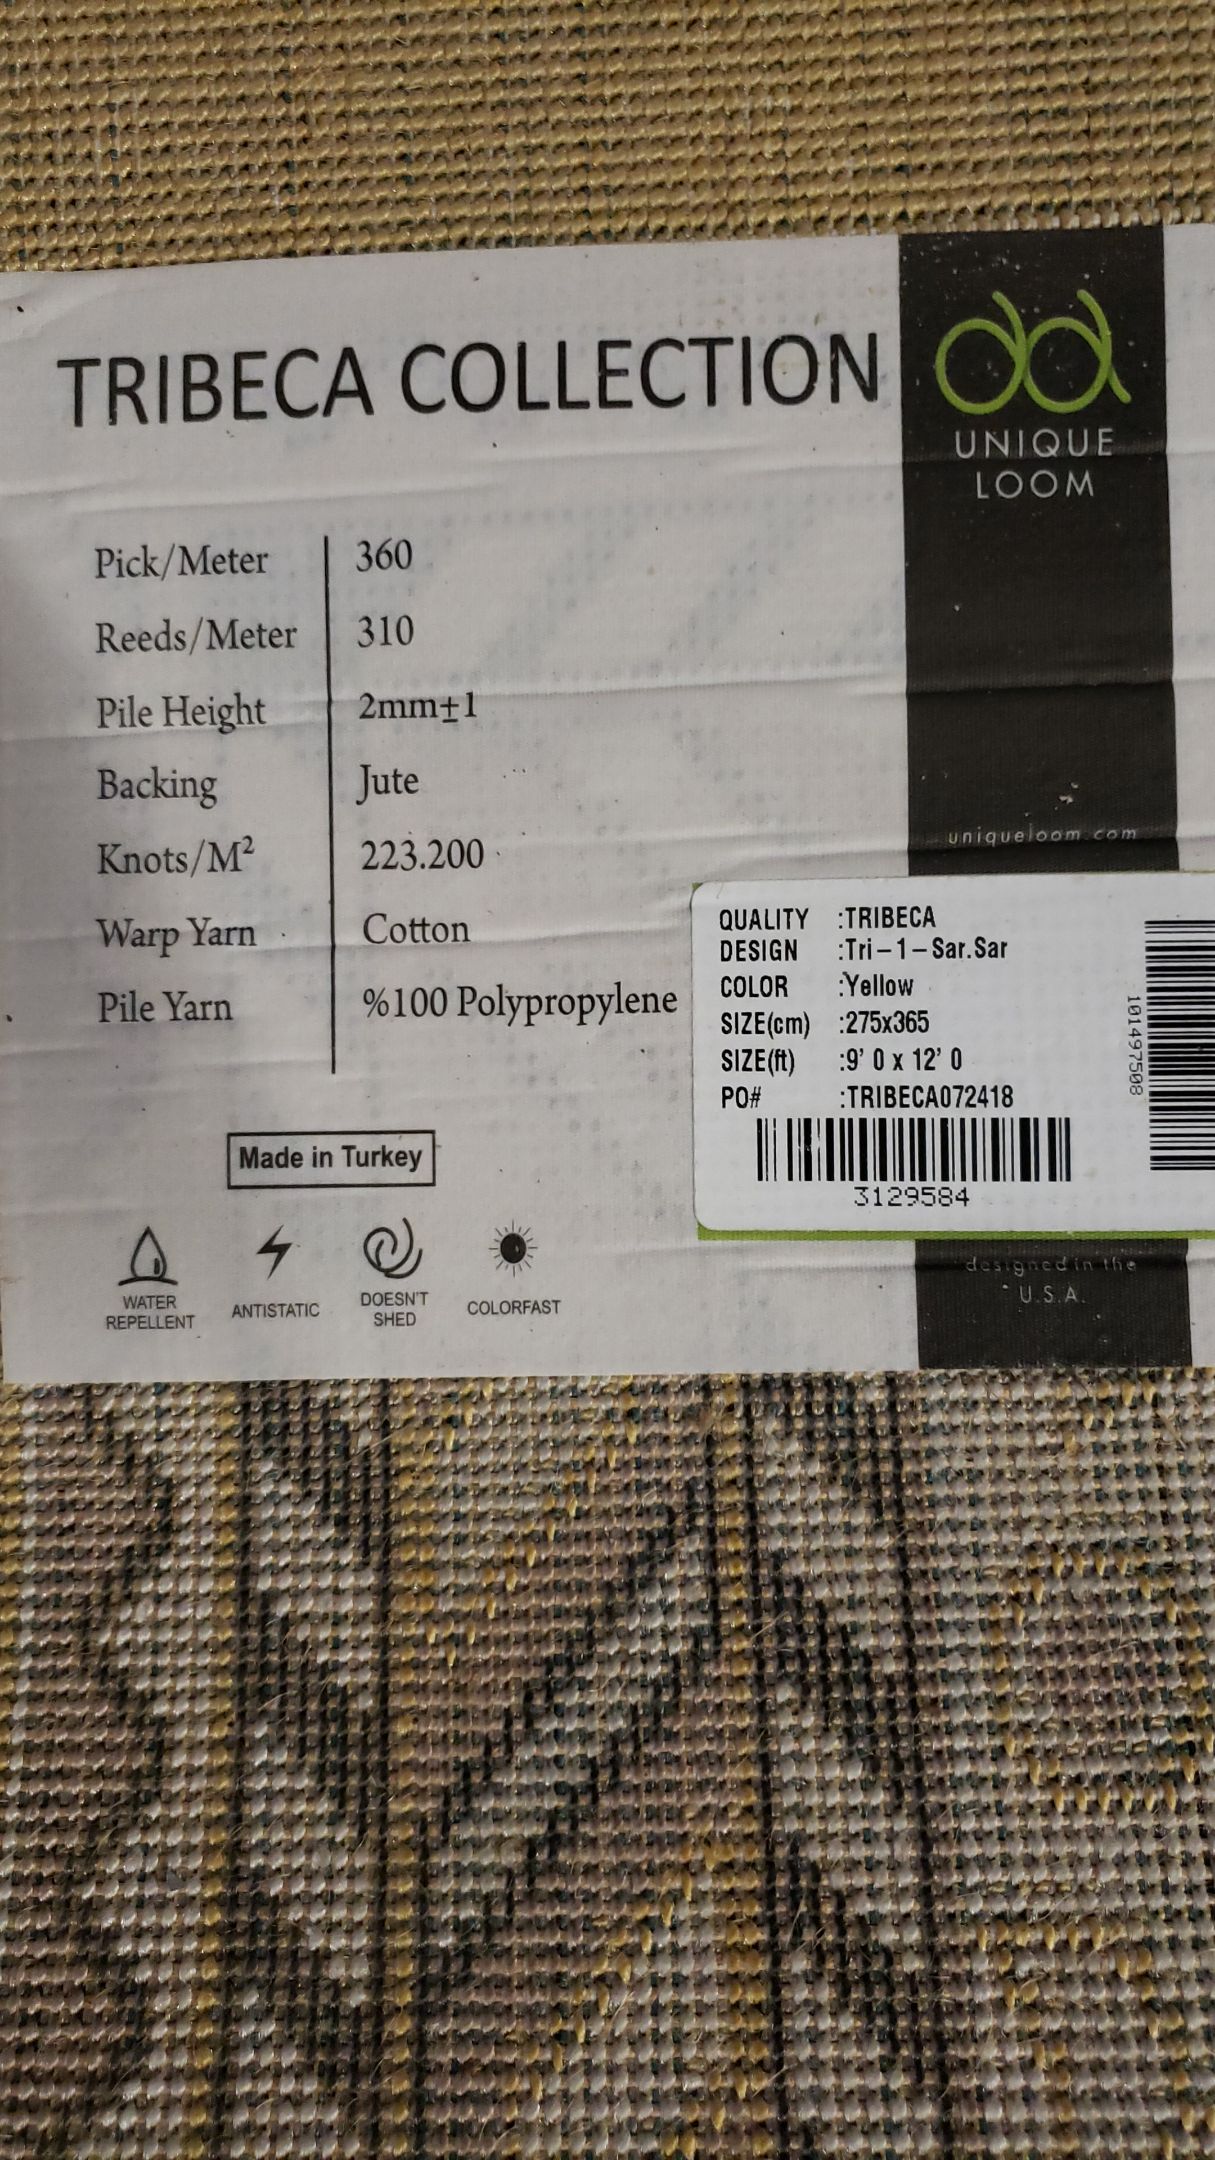 TRIBECA COLLECTION
UNIQUE
LOOM
Pick/Meter 360
Reeds/Meter 310
Pile Height 2mm±1
Backing Jute
Knots/M² 223.200
Warp Yarn Cotton
Pile Yarn %100 Polypropylene
uniqueloom.com
QUALITY :TRIBECA
DESIGN :Tri-1-Sar.Sar
COLOR :Yellow
SIZE(cm) :275x365
SIZE(ft) :9' 0 x 12' 0
PO# :TRIBECA072418
3129584
101497508
Made in Turkey
WATER
REPELLENT
ANTISTATIC
DOESN'T
SHED
COLORFAST
designed in the
U.S.A.